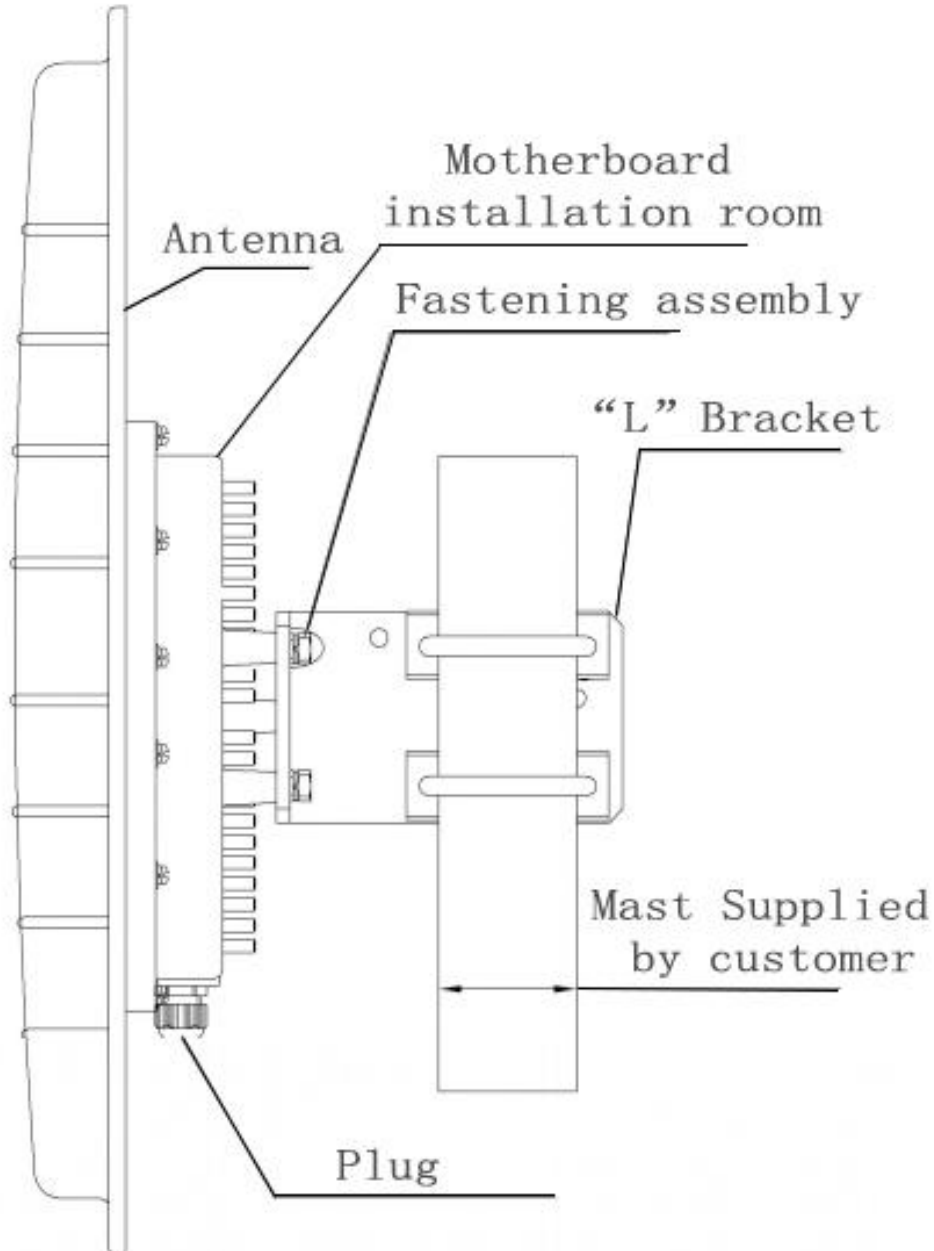 Motherboard
installation room
Antenna
Fastening assembly
“L” Bracket
Mast Supplied
by customer
Plug